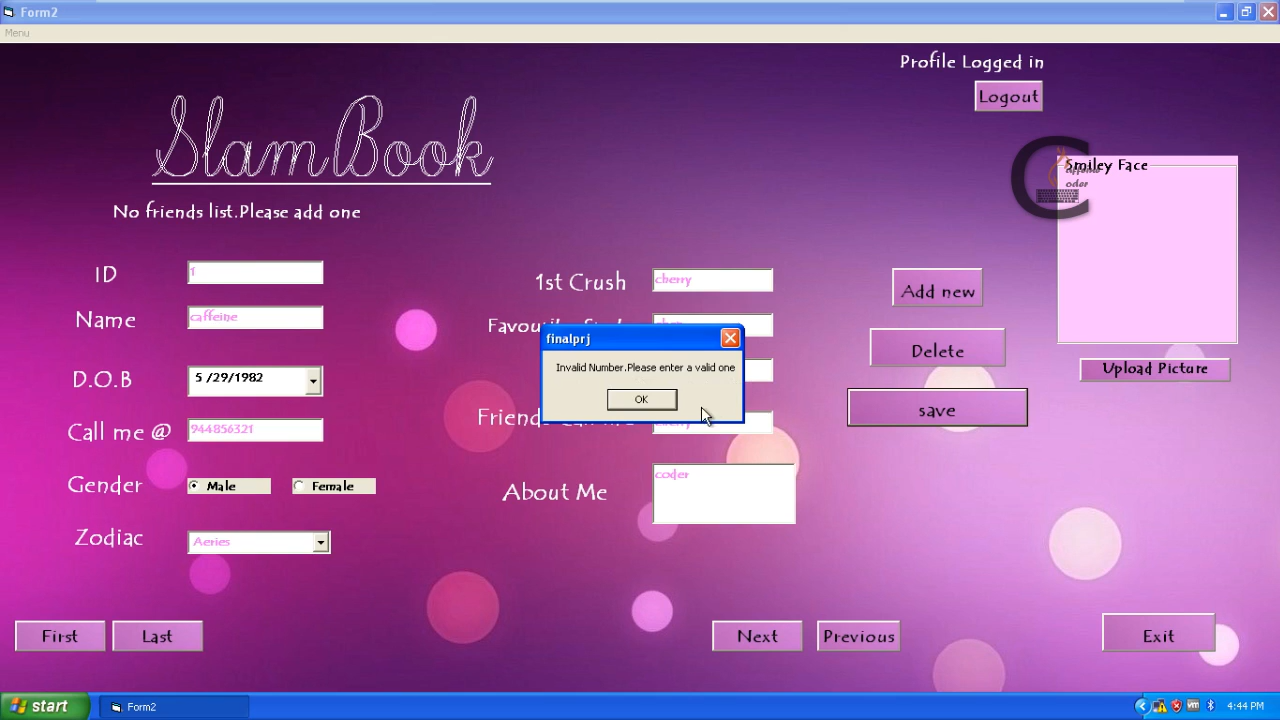 Form2
Menu
Profile Logged in
Logout
SlamBook
Smiley Face
No friends list.Please add one
ID
1
1st Crush
cherry
Add new
Name
caffeine
finalprj
Invalid Number.Please enter a valid one
OK
Delete
Upload Picture
D.O.B
5 /29/1982
save
Call me @
944856321
Gender
Male
Female
About Me
coder
Zodiac
Aeries
First
Last
Next
Previous
Exit
start
Form2
4:44 PM